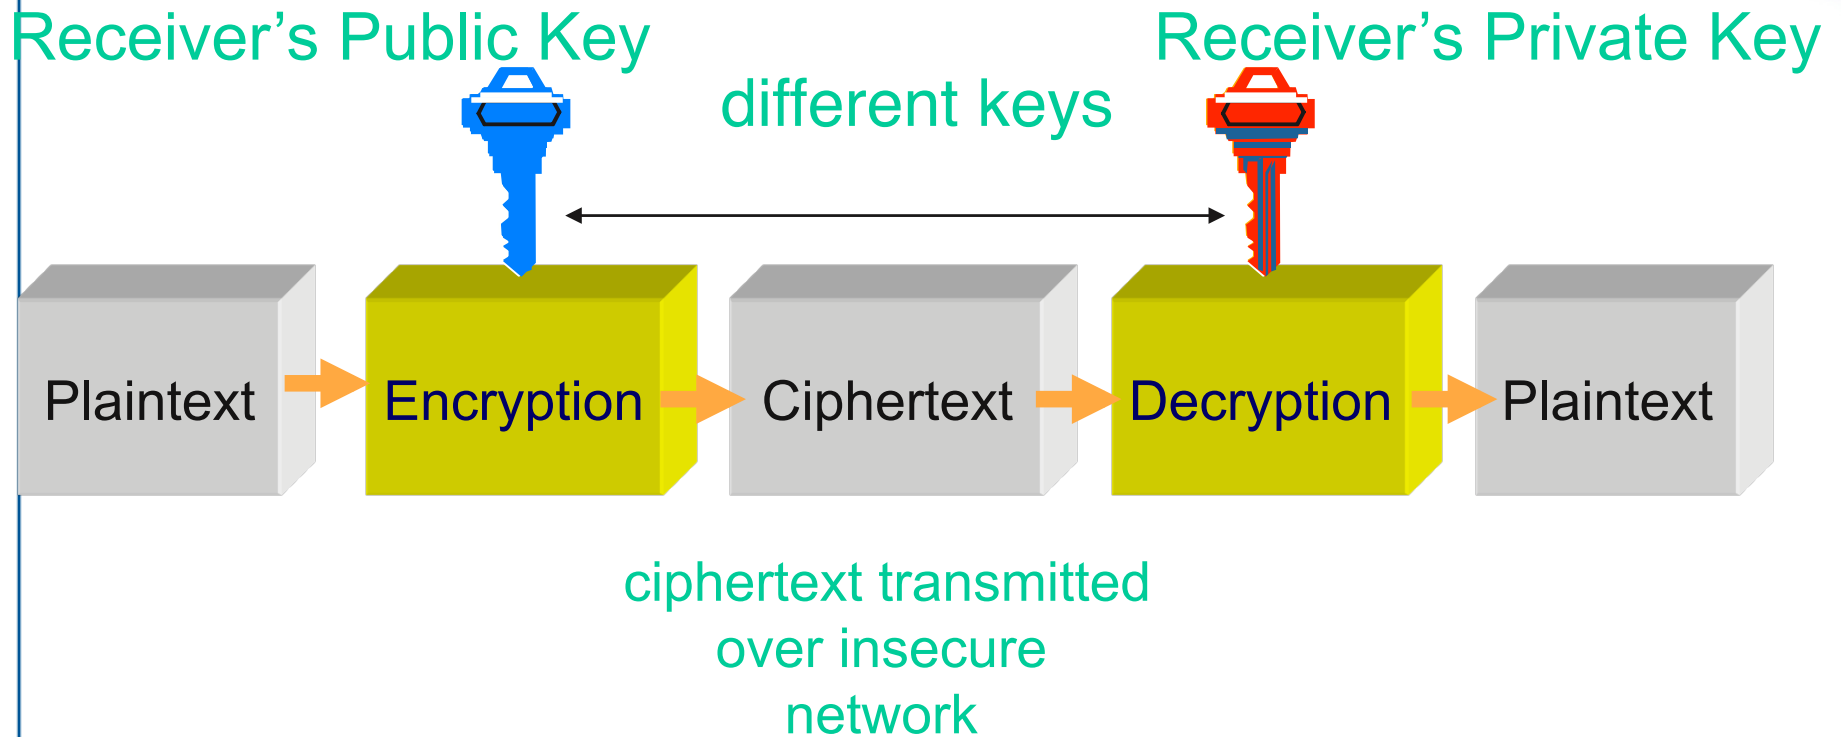 Receiver’s Public Key
Receiver’s Private Key
different keys
Plaintext
Encryption
Ciphertext
Decryption
Plaintext
ciphertext transmitted
over insecure
network